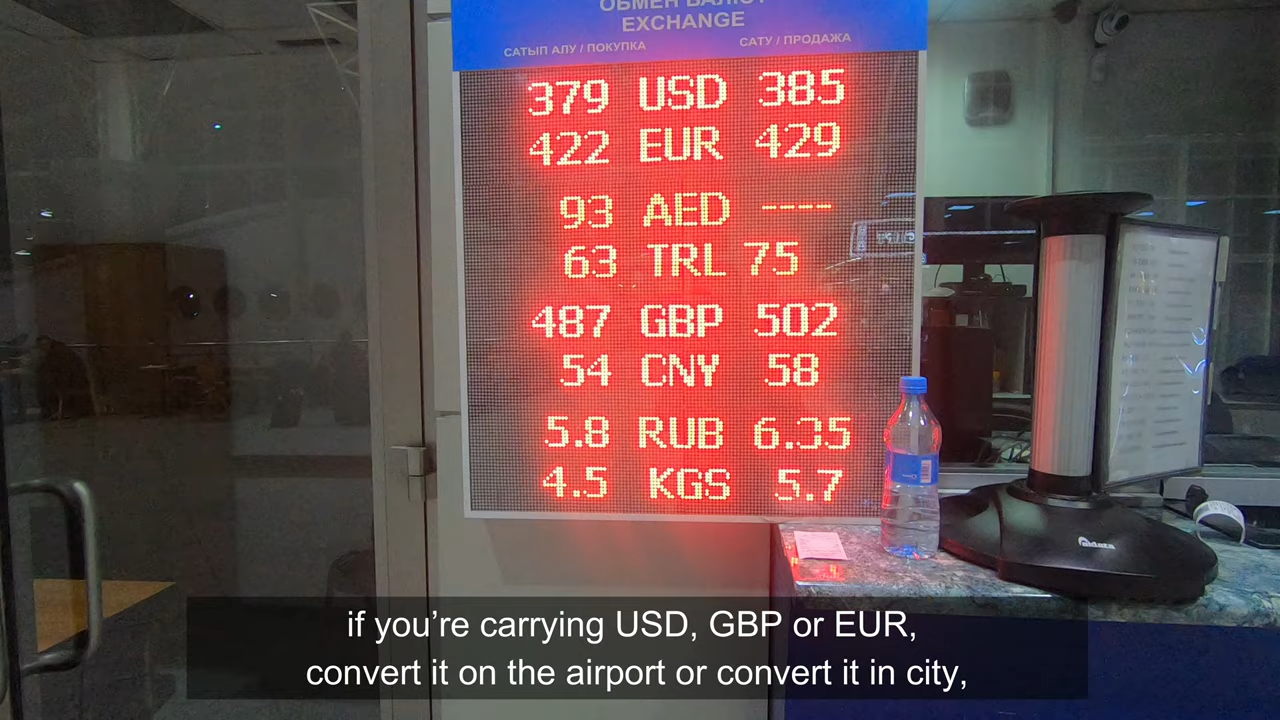 ОБМЕН ВАЛЮТ
EXCHANGE
САТЫП АЛУ / ПОКУПКА САТУ / ПРОДАЖА
379 USD 385
422 EUR 429
93 AED ----
63 TRL 75
487 GBP 502
54 CNY 58
5.8 RUB 6.35
4.5 KGS 5.7
if you’re carrying USD, GBP or EUR,
convert it on the airport or convert it in city,